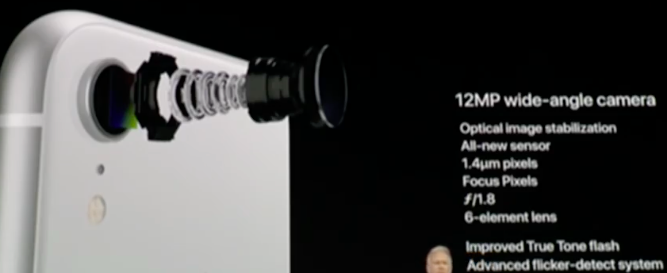 12MP wide-angle camera
Optical image stabilization
All-new sensor
1.4µm pixels
Focus Pixels
ƒ/1.8
6-element lens
Improved True Tone flash
Advanced flicker-detect system